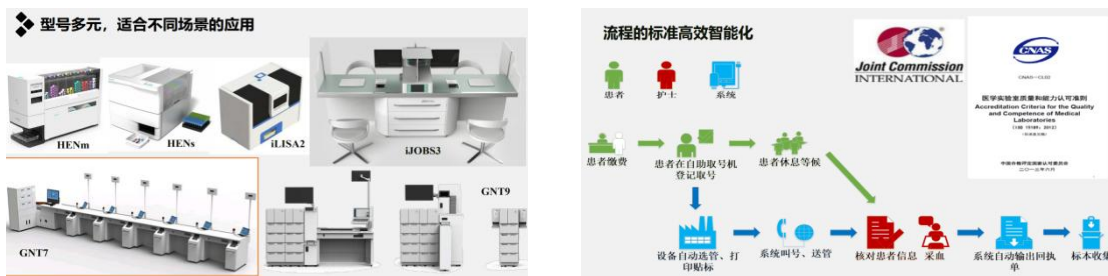 型号多元，适合不同场景的应用
HENm
HENs
iLISA2
iJOBS3
GNT7
GNT9
流程的标准高效智能化
患者
护士
系统
Joint Commission
INTERNATIONAL
CNAS
CNAS—CL02
医学实验室质量和能力认可准则
Accreditation Criteria for the Quality
and Competence of Medical
Laboratories
(ISO 15189: 2012)
患者缴费
患者在自助取号机
登记取号
患者休息等候
设备自动选管、打
印贴标
系统叫号、送管
核对患者信息
采血
系统自动输出回执
单
标本收集